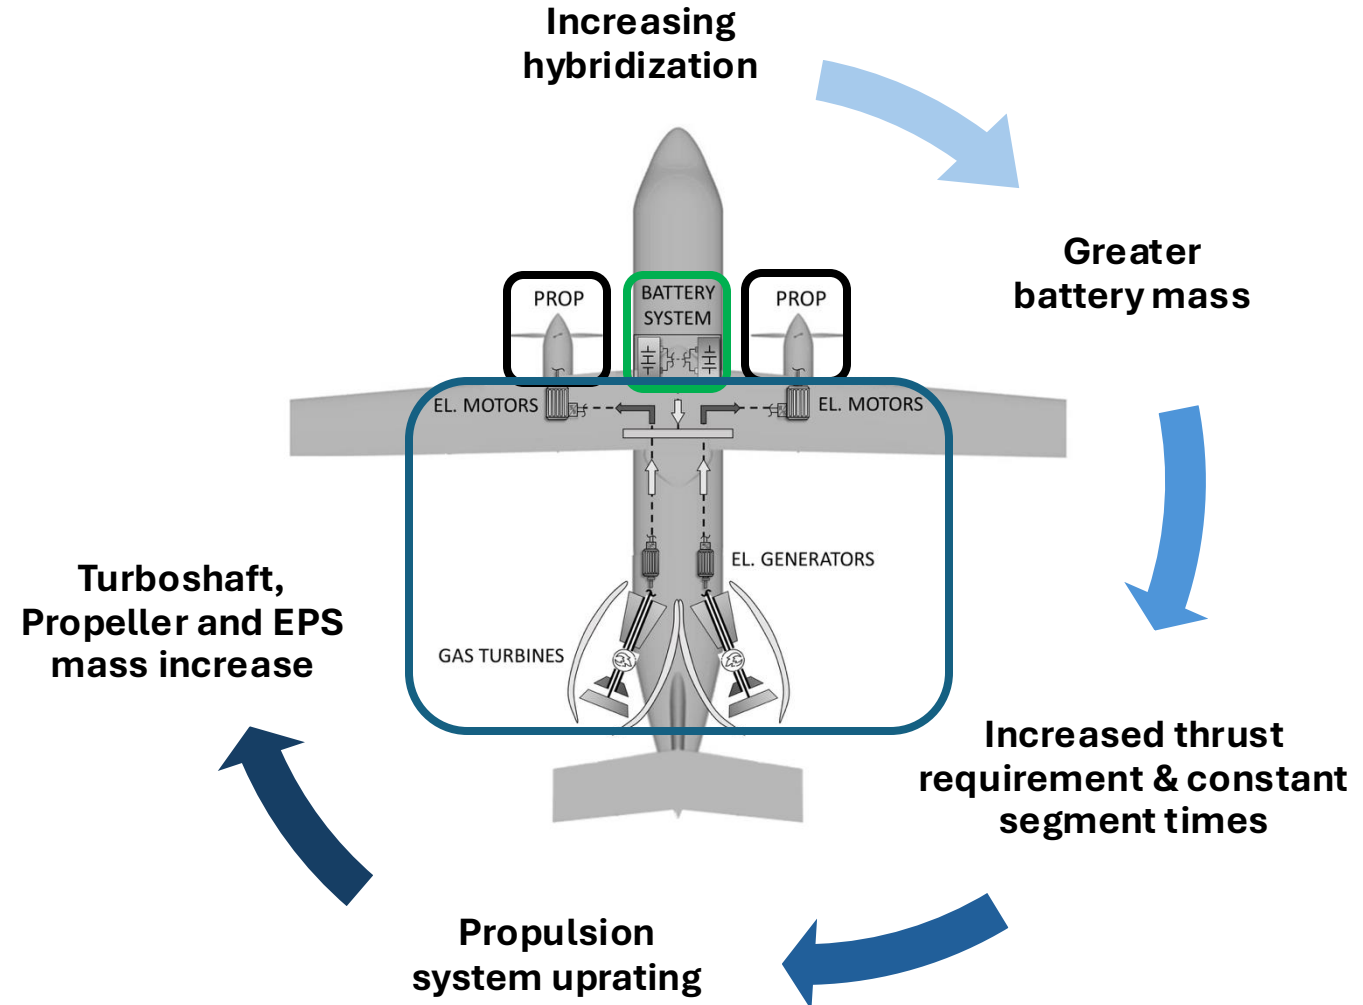 Increasing
hybridization
Greater
battery mass
PROP
BATTERY
SYSTEM
PROP
EL. MOTORS
EL. MOTORS
EL. GENERATORS
GAS TURBINES
Turboshaft,
Propeller and EPS
mass increase
Increased thrust
requirement & constant
segment times
Propulsion
system uprating